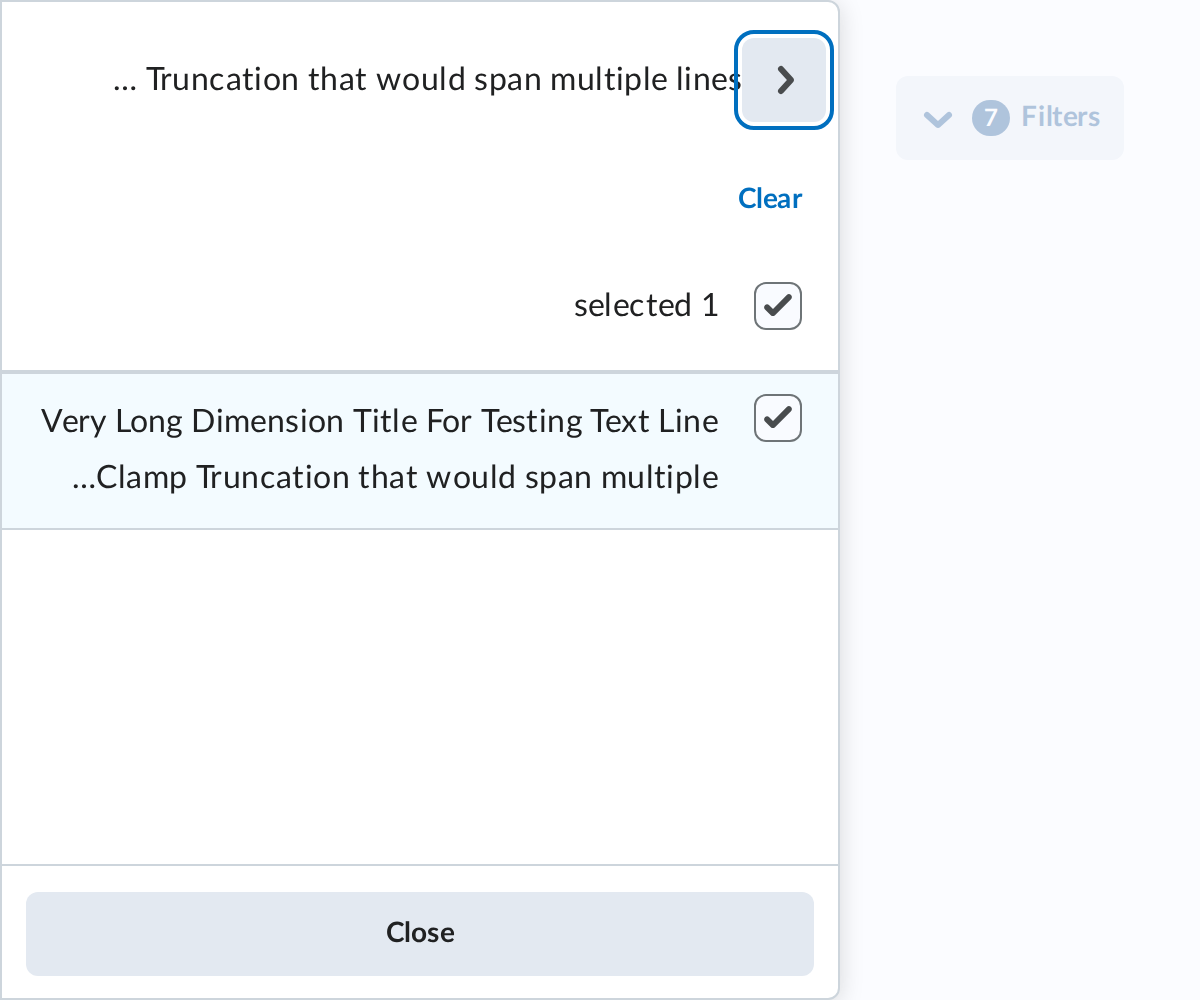 ... Truncation that would span multiple lines
7 Filters
Clear
selected 1
Very Long Dimension Title For Testing Text Line
...Clamp Truncation that would span multiple
Close